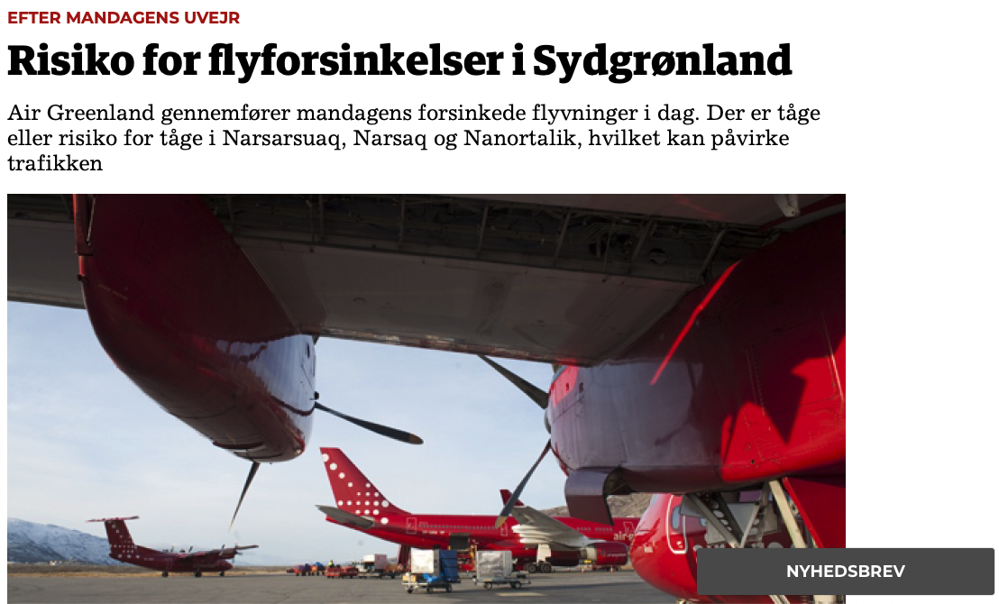 EFTER MANDAGENS UVEJR
Risiko for flyforsinkelser i Sydgrønland
Air Greenland gennemfører mandagens forsinkede flyvninger i dag. Der er tåge
eller risiko for tåge i Narsarsuaq, Narsaq og Nanortalik, hvilket kan påvirke
trafikken
NYHEDSBREV